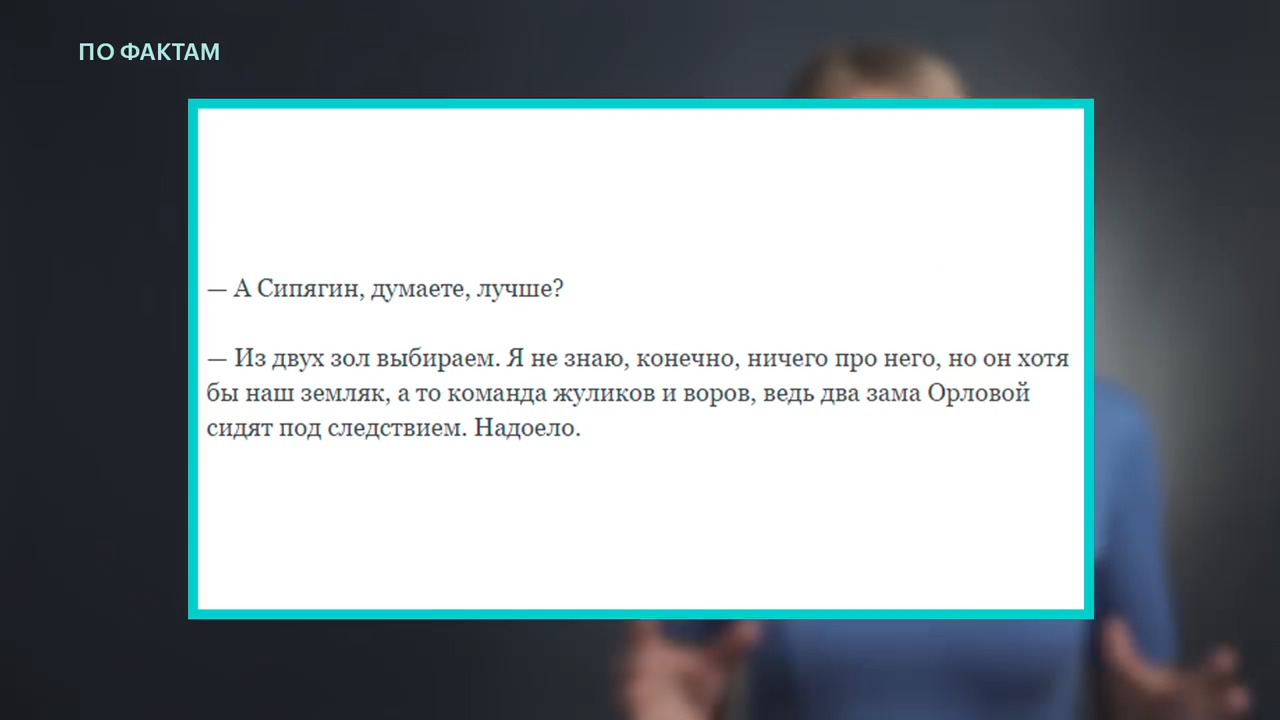 ПО ФАКТАМ
— А Сипягин, думаете, лучше?
— Из двух зол выбираем. Я не знаю, конечно, ничего про него, но он хотя
бы наш земляк, а то команда жуликов и воров, ведь два зама Орловой
сидят под следствием. Надоело.